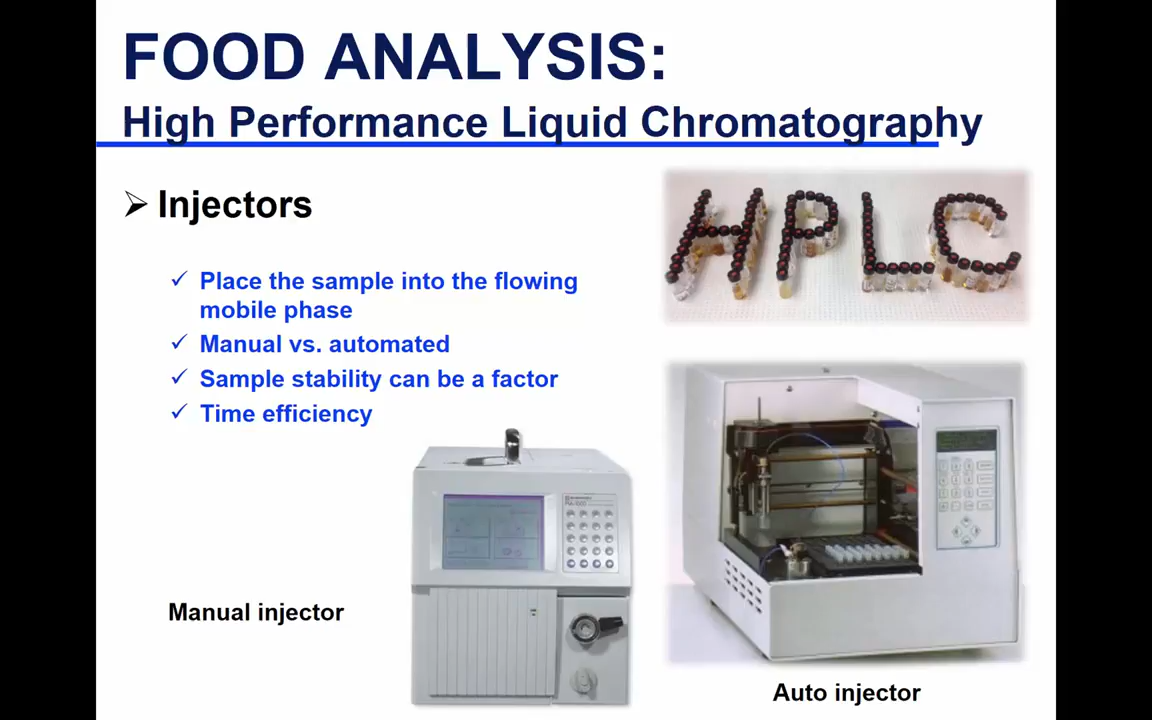 FOOD ANALYSIS:
High Performance Liquid Chromatography
Injectors
Place the sample into the flowing
mobile phase
Manual vs. automated
Sample stability can be a factor
Time efficiency
HPLC
Manual injector
Auto injector